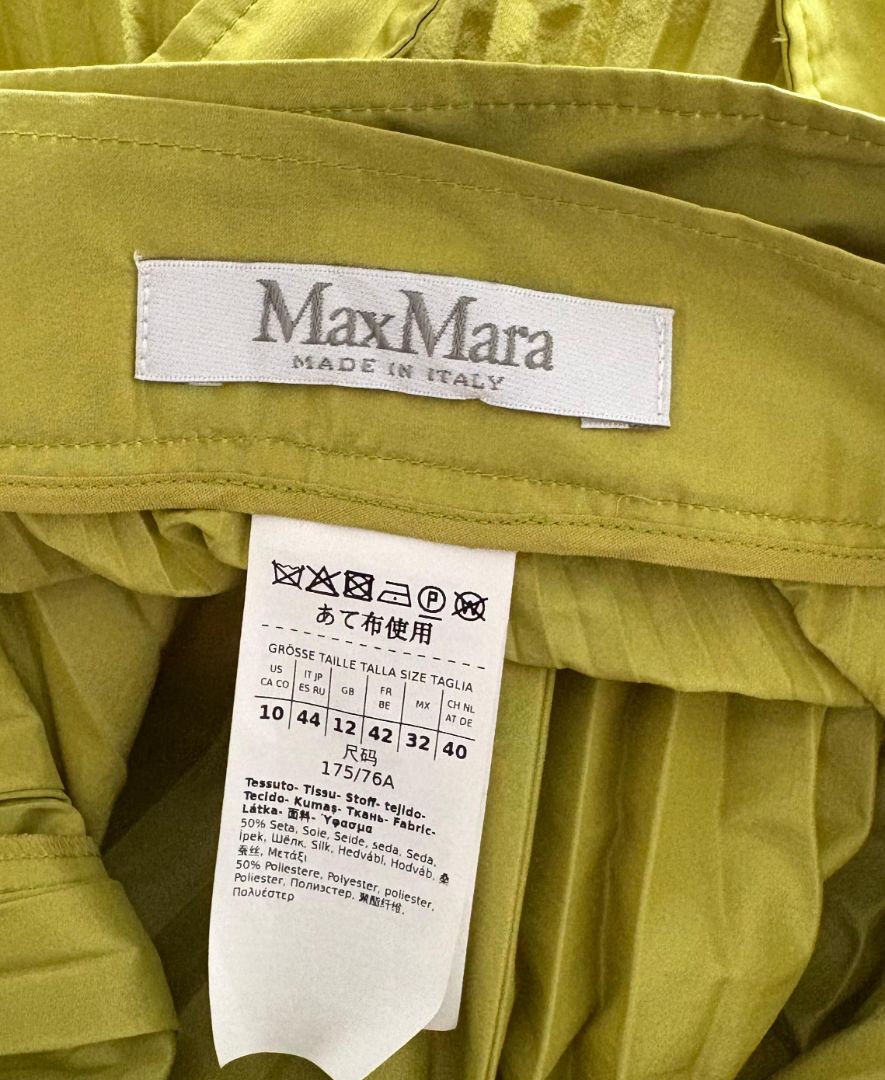 MaxMara
MADE IN ITALY
P W
あて布使用
GRÖSSE TAILLE TALLA SIZE TAGLIA
US CA CO IT JP ES RU GB FR BE MX CH NL AT DE
10 44 12 42 32 40
尺码
175/76A
Tessuto- Tissu- Stoff- tejido-
Tecido- Kumaş- Ткань- Fabric-
Látka- 面料- Ύφασμα
50% Seta, Soie, Seide, seda, Seda,
İpek, Шёлк, Silk, Hedvábí, Hodváb, 桑
蚕丝, Μετάξι
50% Poliestere, Polyester, poliester,
Poliester, Полиэстер, 聚酯纤维,
Πολυέστερ